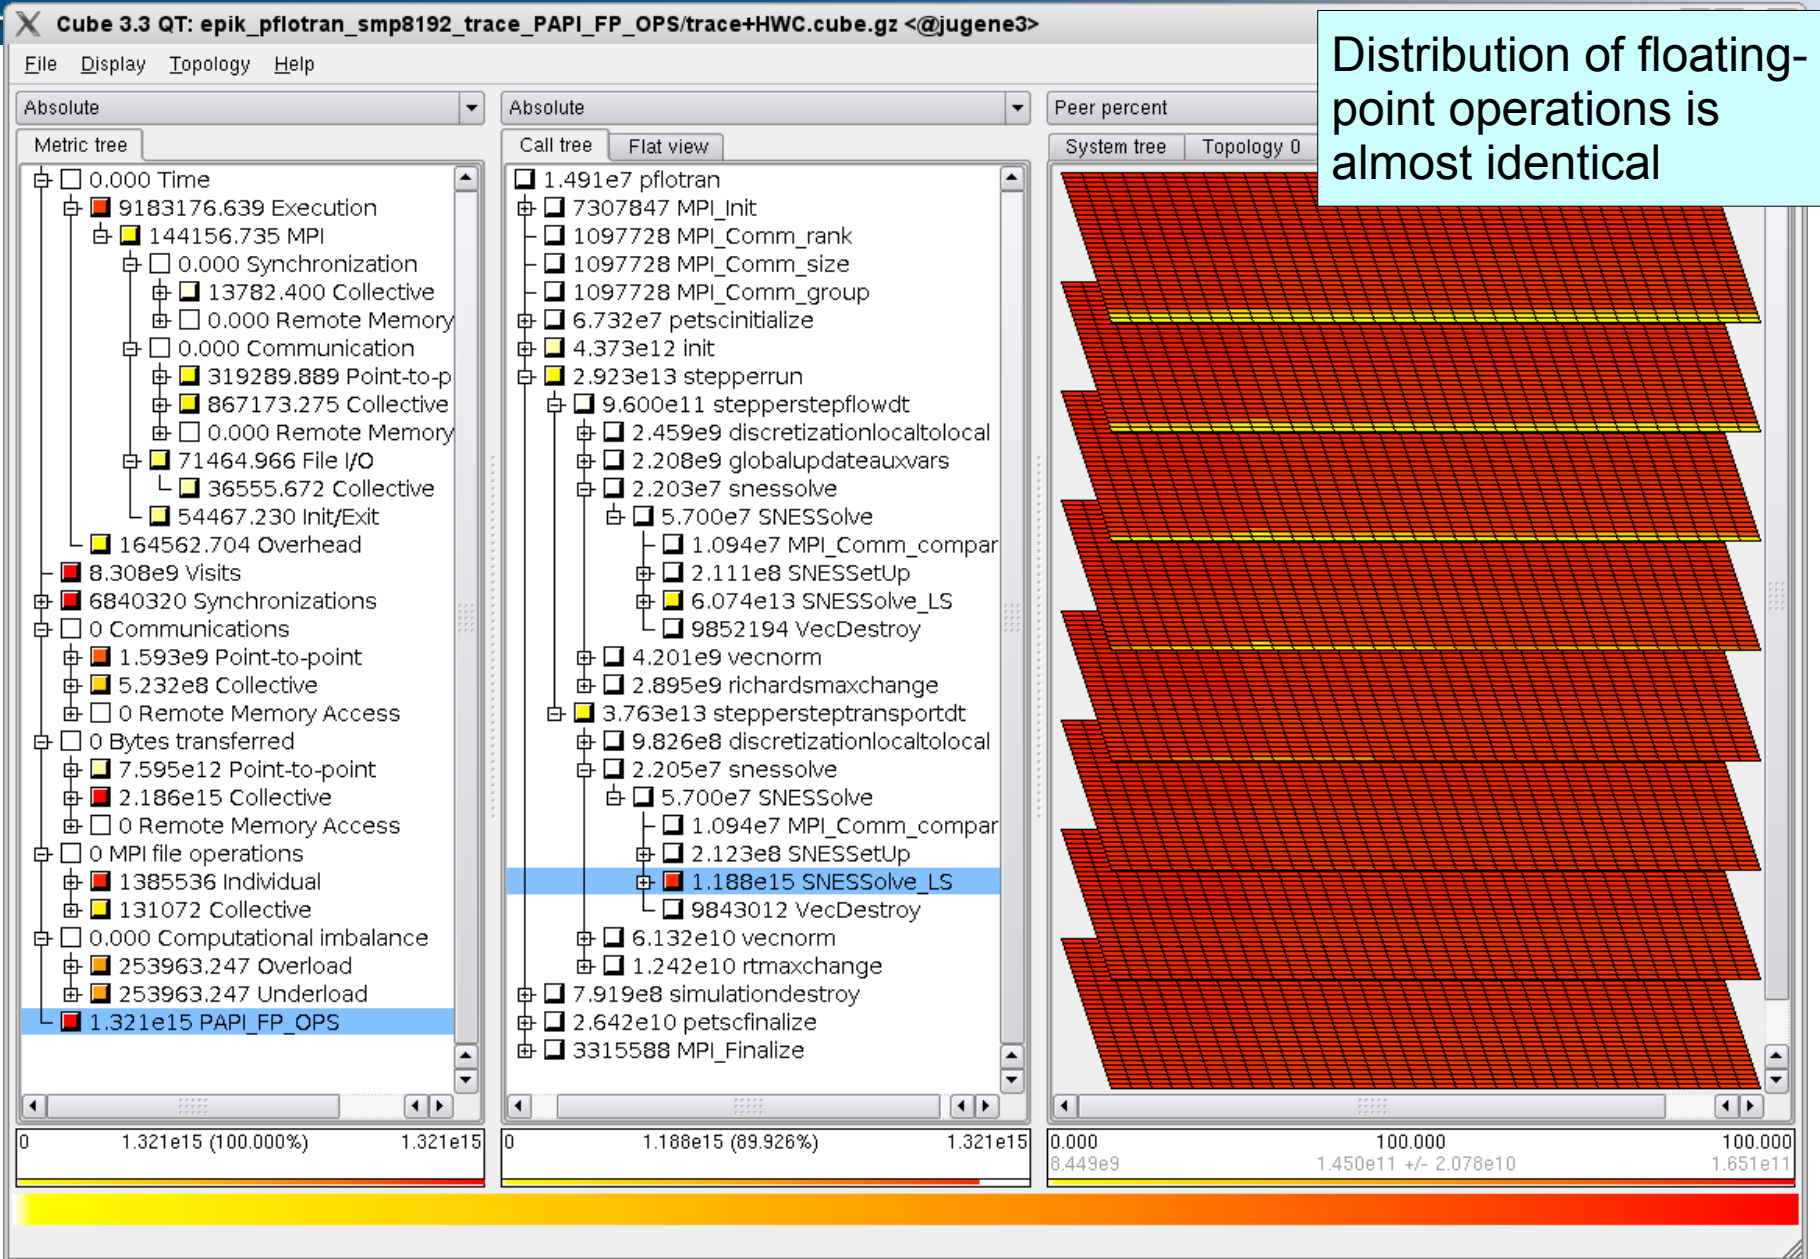 Cube 3.3 QT: epik_pflotran_smp8192_trace_PAPI_FP_OPS/trace+HWC.cube.gz <@jugene3>
Distribution of floating-
point operations is
almost identical
File Display Topology Help
Absolute
Metric tree
0.000 Time
9183176.639 Execution
144156.735 MPI
0.000 Synchronization
13782.400 Collective
0.000 Remote Memory
0.000 Communication
319289.889 Point-to-p
867173.275 Collective
0.000 Remote Memory
71464.966 File I/O
36555.672 Collective
54467.230 Init/Exit
164562.704 Overhead
8.308e9 Visits
6840320 Synchronizations
0 Communications
1.593e9 Point-to-point
5.232e8 Collective
0 Remote Memory Access
0 Bytes transferred
7.595e12 Point-to-point
2.186e15 Collective
0 Remote Memory Access
0 MPI file operations
1385536 Individual
131072 Collective
0.000 Computational imbalance
253963.247 Overload
253963.247 Underload
1.321e15 PAPI_FP_OPS
0 1.321e15 (100.000%) 1.321e15
Absolute
Call tree Flat view
1.491e7 pflotran
7307847 MPI_Init
1097728 MPI_Comm_rank
1097728 MPI_Comm_size
1097728 MPI_Comm_group
6.732e7 petscinitialize
4.373e12 init
2.923e13 stepperrun
9.600e11 stepperstepflowdt
2.459e9 discretizationlocaltolocal
2.208e9 globalupdateauxvars
2.203e7 snessolve
5.700e7 SNESSolve
1.094e7 MPI_Comm_compar
2.111e8 SNESSetUp
6.074e13 SNESSolve_LS
9852194 VecDestroy
4.201e9 vecnorm
2.895e9 richardsmaxchange
3.763e13 steppersteptransportdt
9.826e8 discretizationlocaltolocal
2.205e7 snessolve
5.700e7 SNESSolve
1.094e7 MPI_Comm_compar
2.123e8 SNESSetUp
1.188e15 SNESSolve_LS
9843012 VecDestroy
6.132e10 vecnorm
1.242e10 rtmaxchange
7.919e8 simulationdestroy
2.642e10 petscfinalize
3315588 MPI_Finalize
0 1.188e15 (89.926%) 1.321e15
Peer percent
System tree Topology 0
0.000 100.000 100.000
8.449e9 1.450e11 +/- 2.078e10 1.651e11